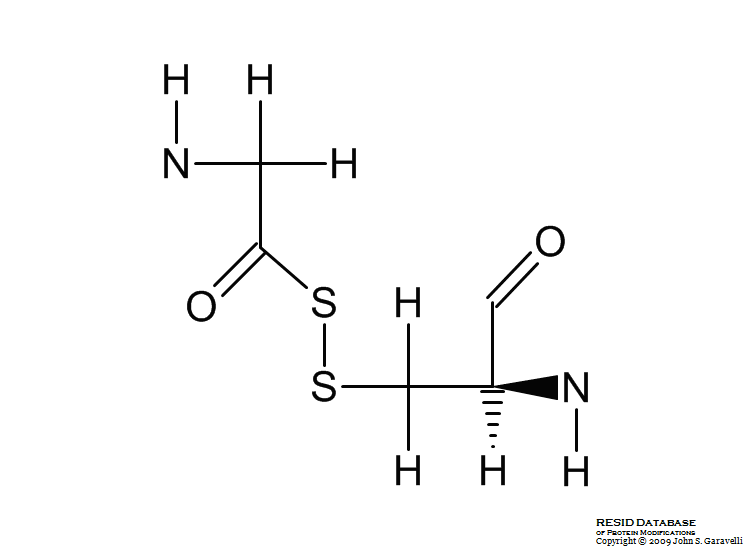 H H
N H
O
O S H
S N
H H H
RESID DATABASE
OF PROTEIN MODIFICATIONS
Copyright © 2009 John S. Garavelli